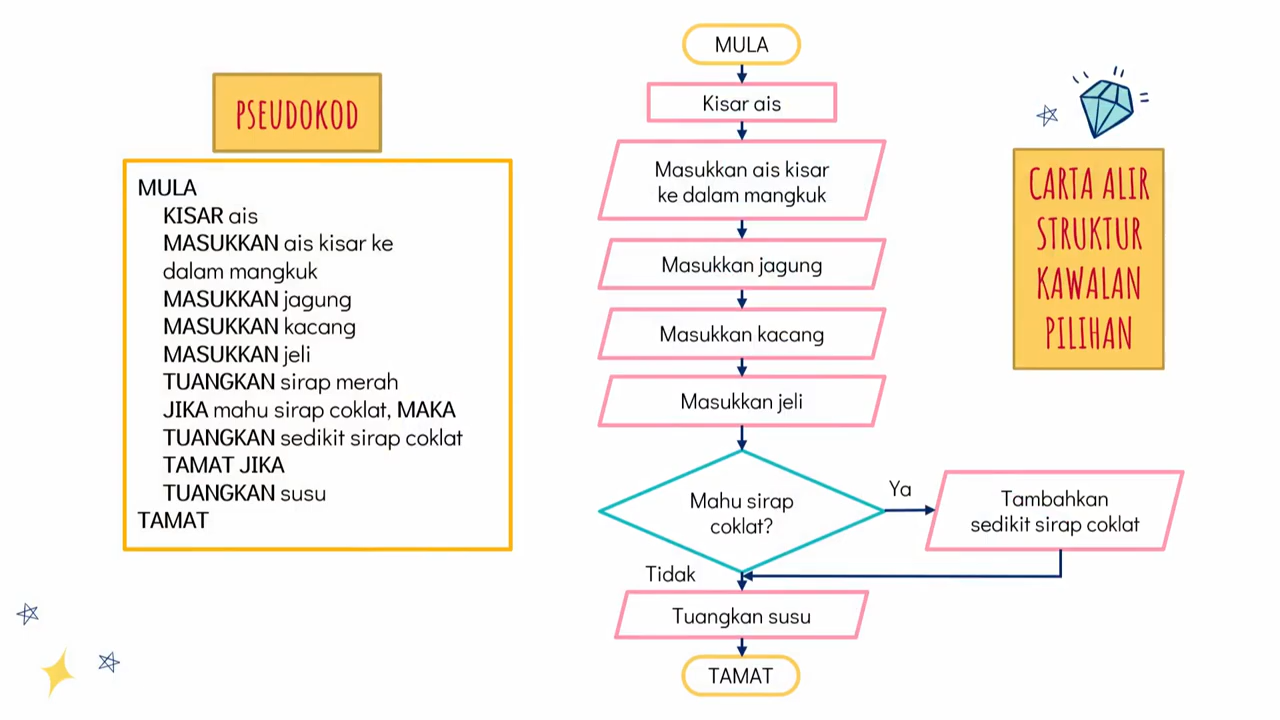 PSEUDOKOD
MULA
KISAR ais
MASUKKAN ais kisar ke
dalam mangkuk
MASUKKAN jagung
MASUKKAN kacang
MASUKKAN jeli
TUANGKAN sirap merah
JIKA mahu sirap coklat, MAKA
TUANGKAN sedikit sirap coklat
TAMAT JIKA
TUANGKAN susu
TAMAT
MULA
Kisar ais
Masukkan ais kisar
ke dalam mangkuk
Masukkan jagung
Masukkan kacang
Masukkan jeli
Mahu sirap
coklat?
Ya
Tambahkan
sedikit sirap coklat
Tidak
Tuangkan susu
TAMAT
CARTA ALIR
STRUKTUR
KAWALAN
PILIHAN